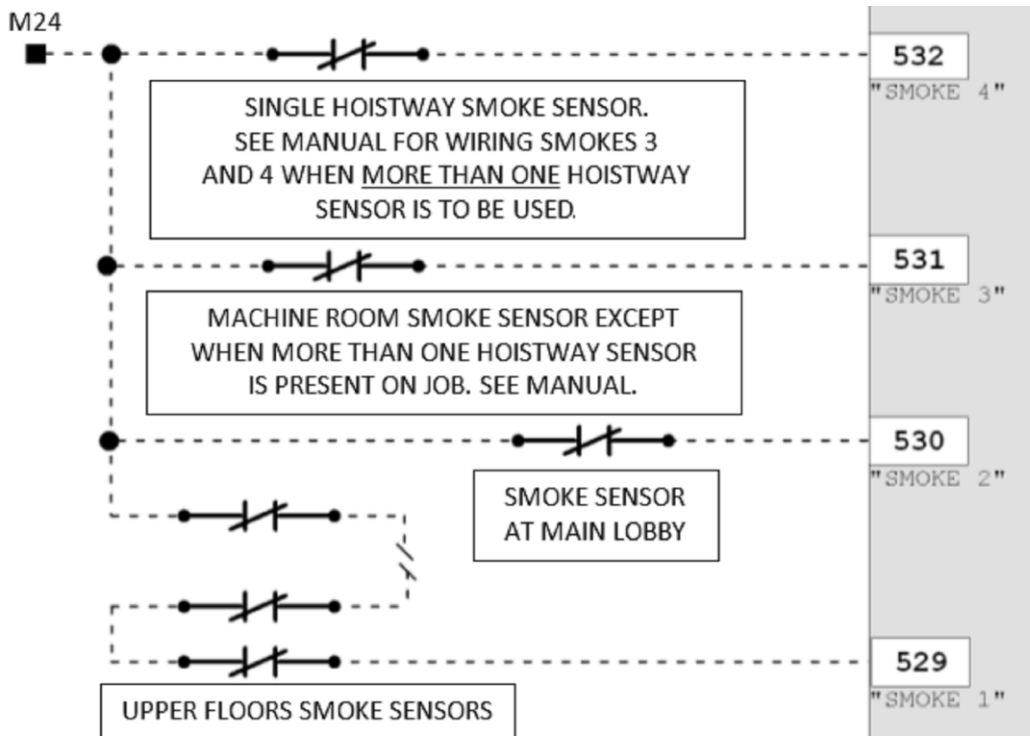 M24
532
"SMOKE 4"
SINGLE HOISTWAY SMOKE SENSOR.
SEE MANUAL FOR WIRING SMOKES 3
AND 4 WHEN MORE THAN ONE HOISTWAY
SENSOR IS TO BE USED.
531
"SMOKE 3"
MACHINE ROOM SMOKE SENSOR EXCEPT
WHEN MORE THAN ONE HOISTWAY SENSOR
IS PRESENT ON JOB. SEE MANUAL.
530
"SMOKE 2"
SMOKE SENSOR
AT MAIN LOBBY
529
"SMOKE 1"
UPPER FLOORS SMOKE SENSORS